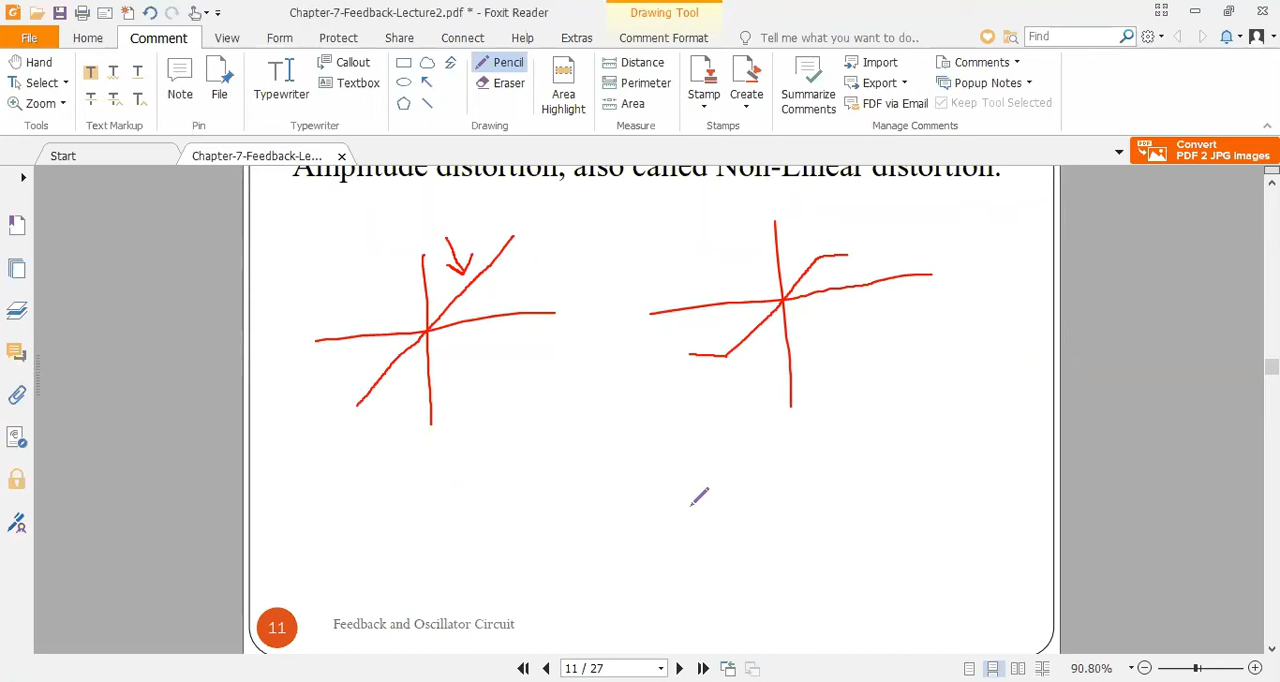 Chapter-7-Feedback-Lecture2.pdf * - Foxit Reader
Drawing Tool
File Home Comment View Form Protect Share Connect Help Extras Comment Format Tell me what you want to do.. Find
Hand
Select
Zoom
Tools
Text Markup
Note
File
Pin
Typewriter
Callout
Textbox
Typewriter
Pencil
Eraser
Drawing
Area
Highlight
Distance
Perimeter
Area
Measure
Stamp
Create
Stamps
Summarize
Comments
Import
Export
FDF via Email
Comments
Popup Notes
Keep Tool Selected
Manage Comments
Start
Chapter-7-Feedback-Le...
Convert
PDF 2 JPG Images
Amplitude distortion, also called Non-Linear distortion.
11
Feedback and Oscillator Circuit
11 / 27
90.80%